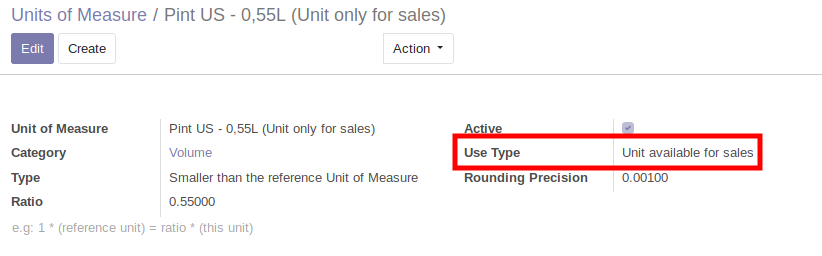 Units of Measure / Pint US - 0,55L (Unit only for sales)
Edit Create Action
Unit of Measure Pint US - 0,55L (Unit only for sales) Active
Category Volume Use Type Unit available for sales
Type Smaller than the reference Unit of Measure Rounding Precision 0.00100
Ratio 0.55000
e.g: 1 * (reference unit) = ratio * (this unit)